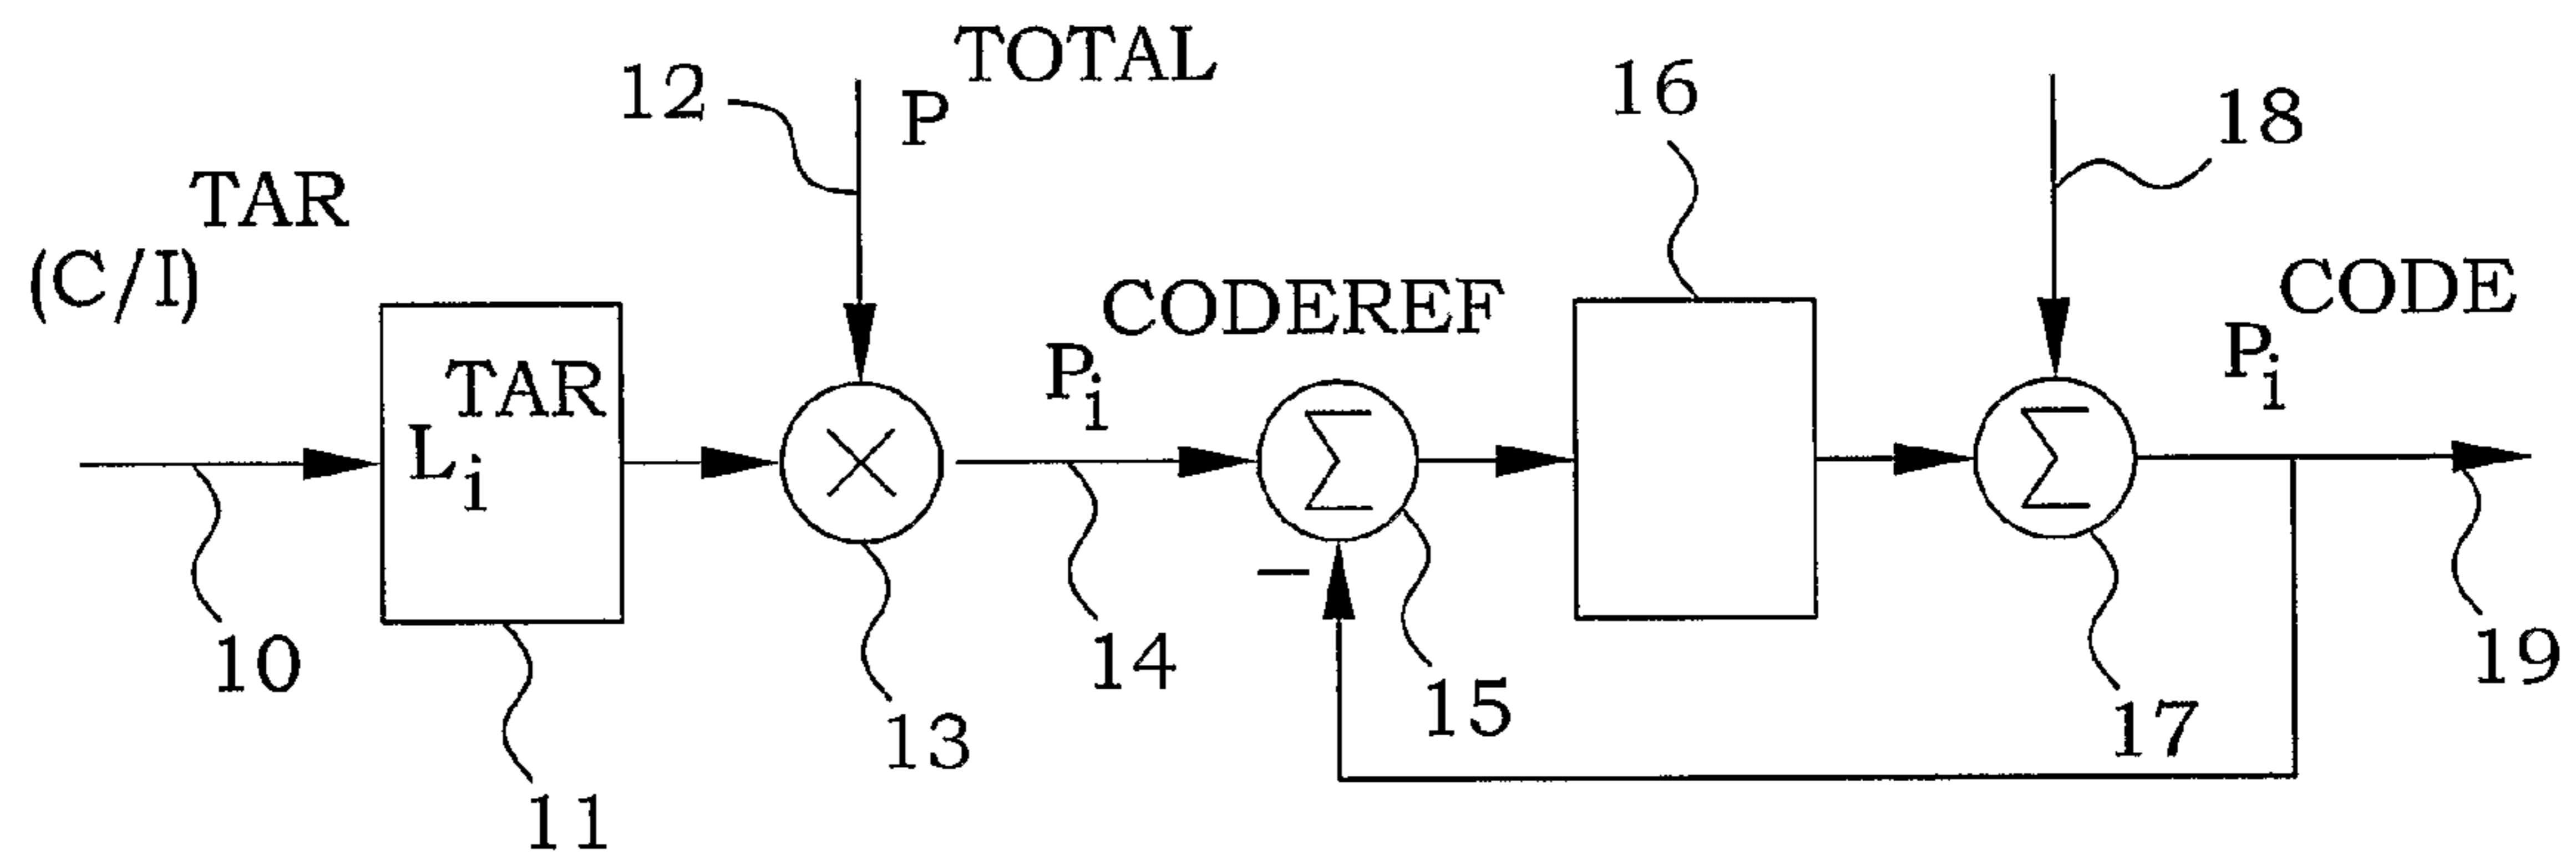 12
P^TOTAL
16
18
(C/I)^TAR
L_i^TAR
×
P_i^CODEREF
Σ
Σ
P_i^CODE
−
10
11
13
14
15
17
19